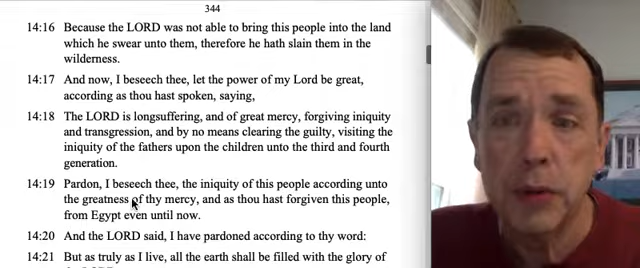 344
14:16 Because the LORD was not able to bring this people into the land
which he swear unto them, therefore he hath slain them in the
wilderness.
14:17 And now, I beseech thee, let the power of my Lord be great,
according as thou hast spoken, saying,
14:18 The LORD is longsuffering, and of great mercy, forgiving iniquity
and transgression, and by no means clearing the guilty, visiting the
iniquity of the fathers upon the children unto the third and fourth
generation.
14:19 Pardon, I beseech thee, the iniquity of this people according unto
the greatness of thy mercy, and as thou hast forgiven this people,
from Egypt even until now.
14:20 And the LORD said, I have pardoned according to thy word:
14:21 But as truly as I live, all the earth shall be filled with the glory of